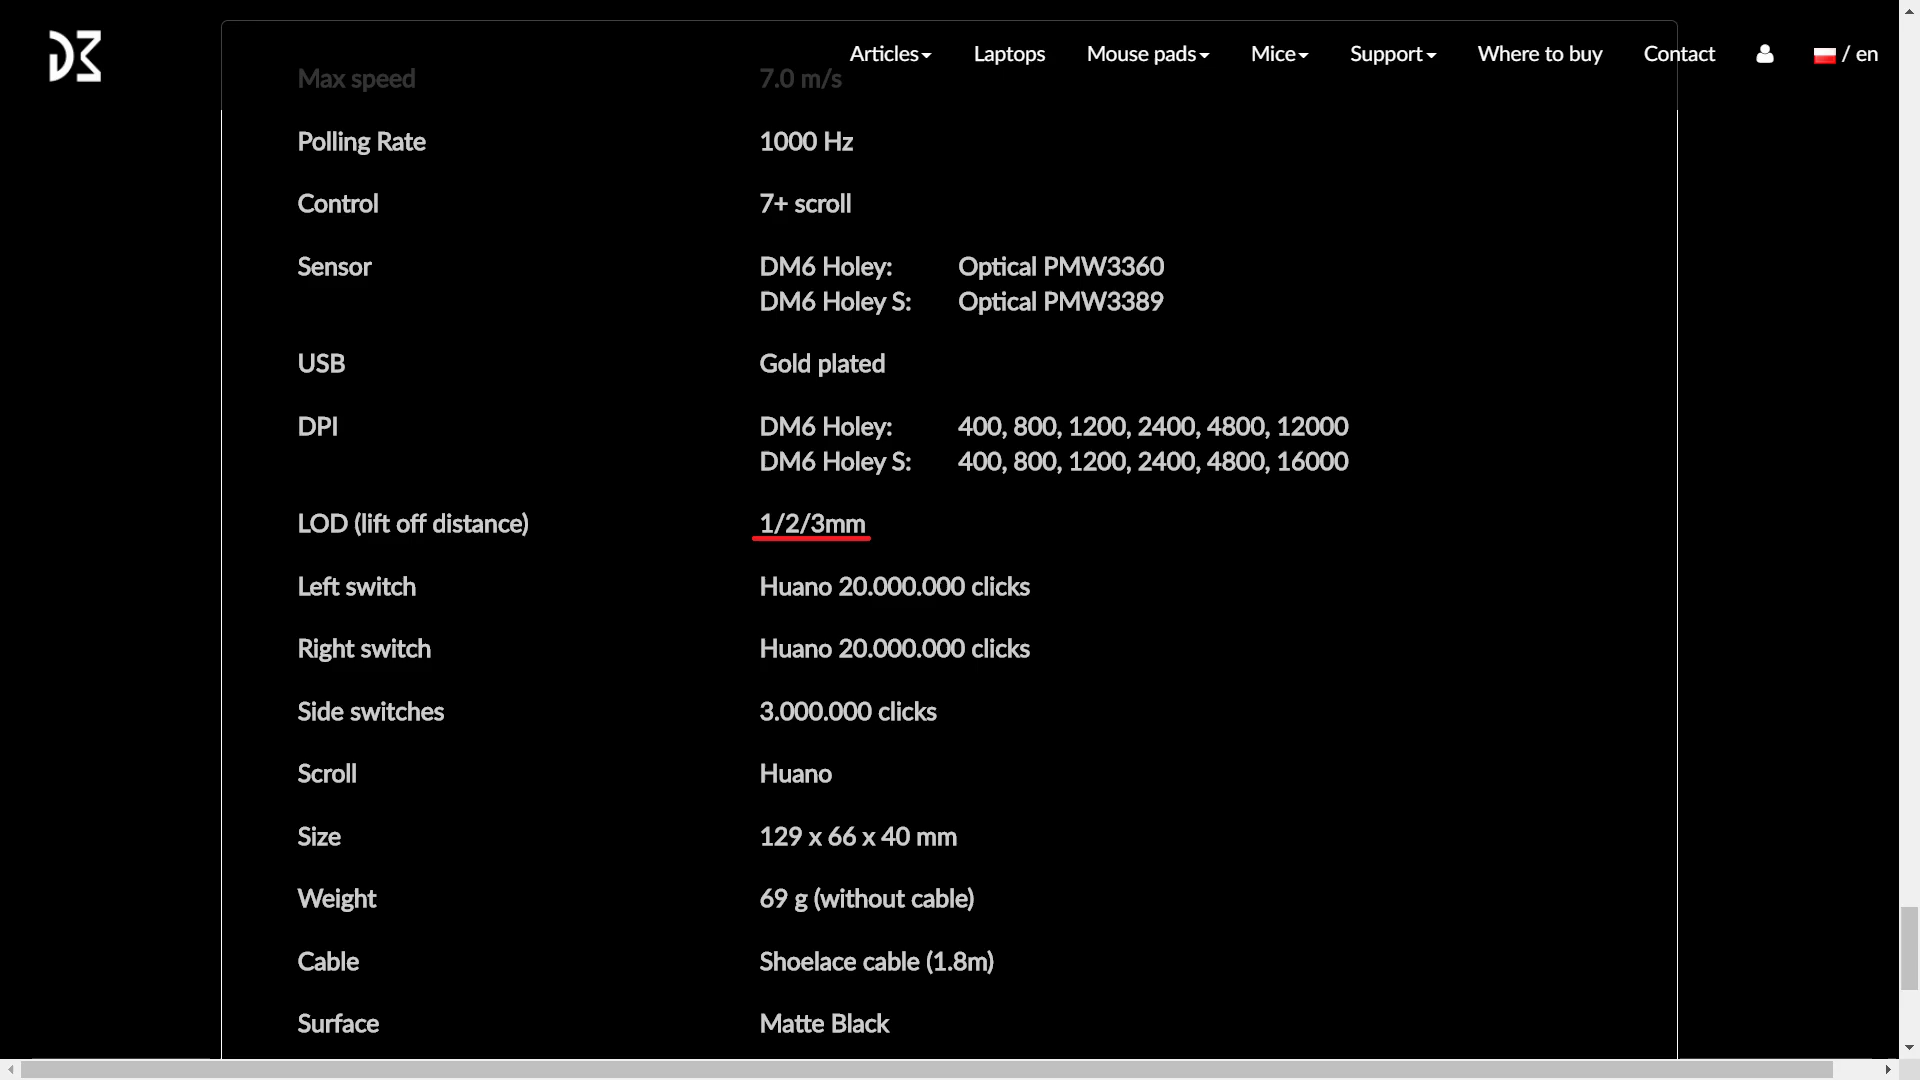 Articles Laptops Mouse pads Mice Support Where to buy Contact / en
Max speed 7.0 m/s
Polling Rate 1000 Hz
Control 7+ scroll
Sensor DM6 Holey: Optical PMW3360
DM6 Holey S: Optical PMW3389
USB Gold plated
DPI DM6 Holey: 400, 800, 1200, 2400, 4800, 12000
DM6 Holey S: 400, 800, 1200, 2400, 4800, 16000
LOD (lift off distance) 1/2/3mm
Left switch Huano 20.000.000 clicks
Right switch Huano 20.000.000 clicks
Side switches 3.000.000 clicks
Scroll Huano
Size 129 x 66 x 40 mm
Weight 69 g (without cable)
Cable Shoelace cable (1.8m)
Surface Matte Black